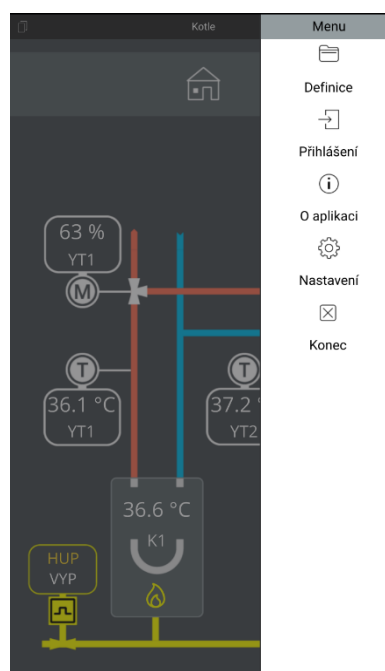 Kotle
Menu
Definice
Přihlášení
O aplikaci
Nastavení
Konec
63 %
YT1
M
T
T
36.1 °C
YT1
37.2 °
YT2
36.6 °C
K1
HUP
VYP